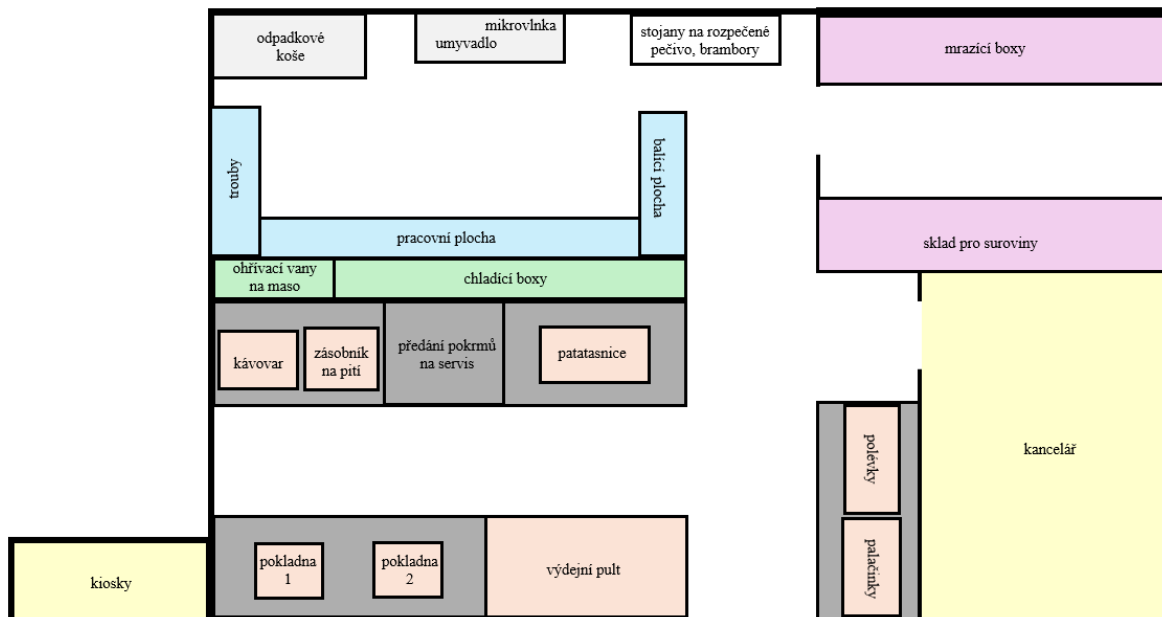 odpadkové
koše
mikrovlnka
umyvadlo
stojany na rozpečené
pečivo, brambory
mrazící boxy
trouby
balicí plocha
pracovní plocha
sklad pro suroviny
ohřívací vany
na maso
chladící boxy
kávovar
zásobník
na pití
předání pokrmů
na servis
patatasnice
polévky
kancelář
palačinky
pokladna
1
pokladna
2
výdejní pult
kiosky